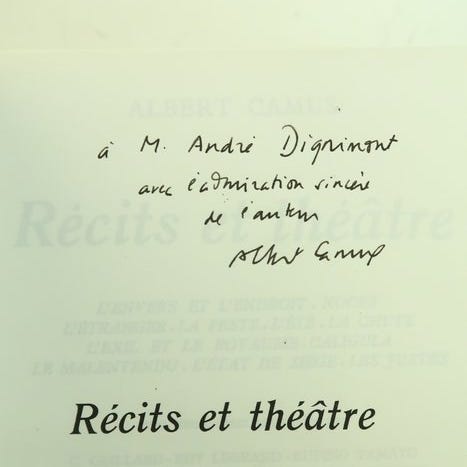 ALBERT CAMUS
à M. André Dignimont
avec l'admiration sincère
de l'auteur
Albert Camus
Récits et théâtre
L'ENVERS ET L'ENDROIT . NOCES
L'ÉTRANGER . LA PESTE . L'ÉTÉ . LA CHUTE
L'EXIL ET LE ROYAUME . CALIGULA
LE MALENTENDU . L'ÉTAT DE SIÈGE . LES JUSTES
Récits et théâtre